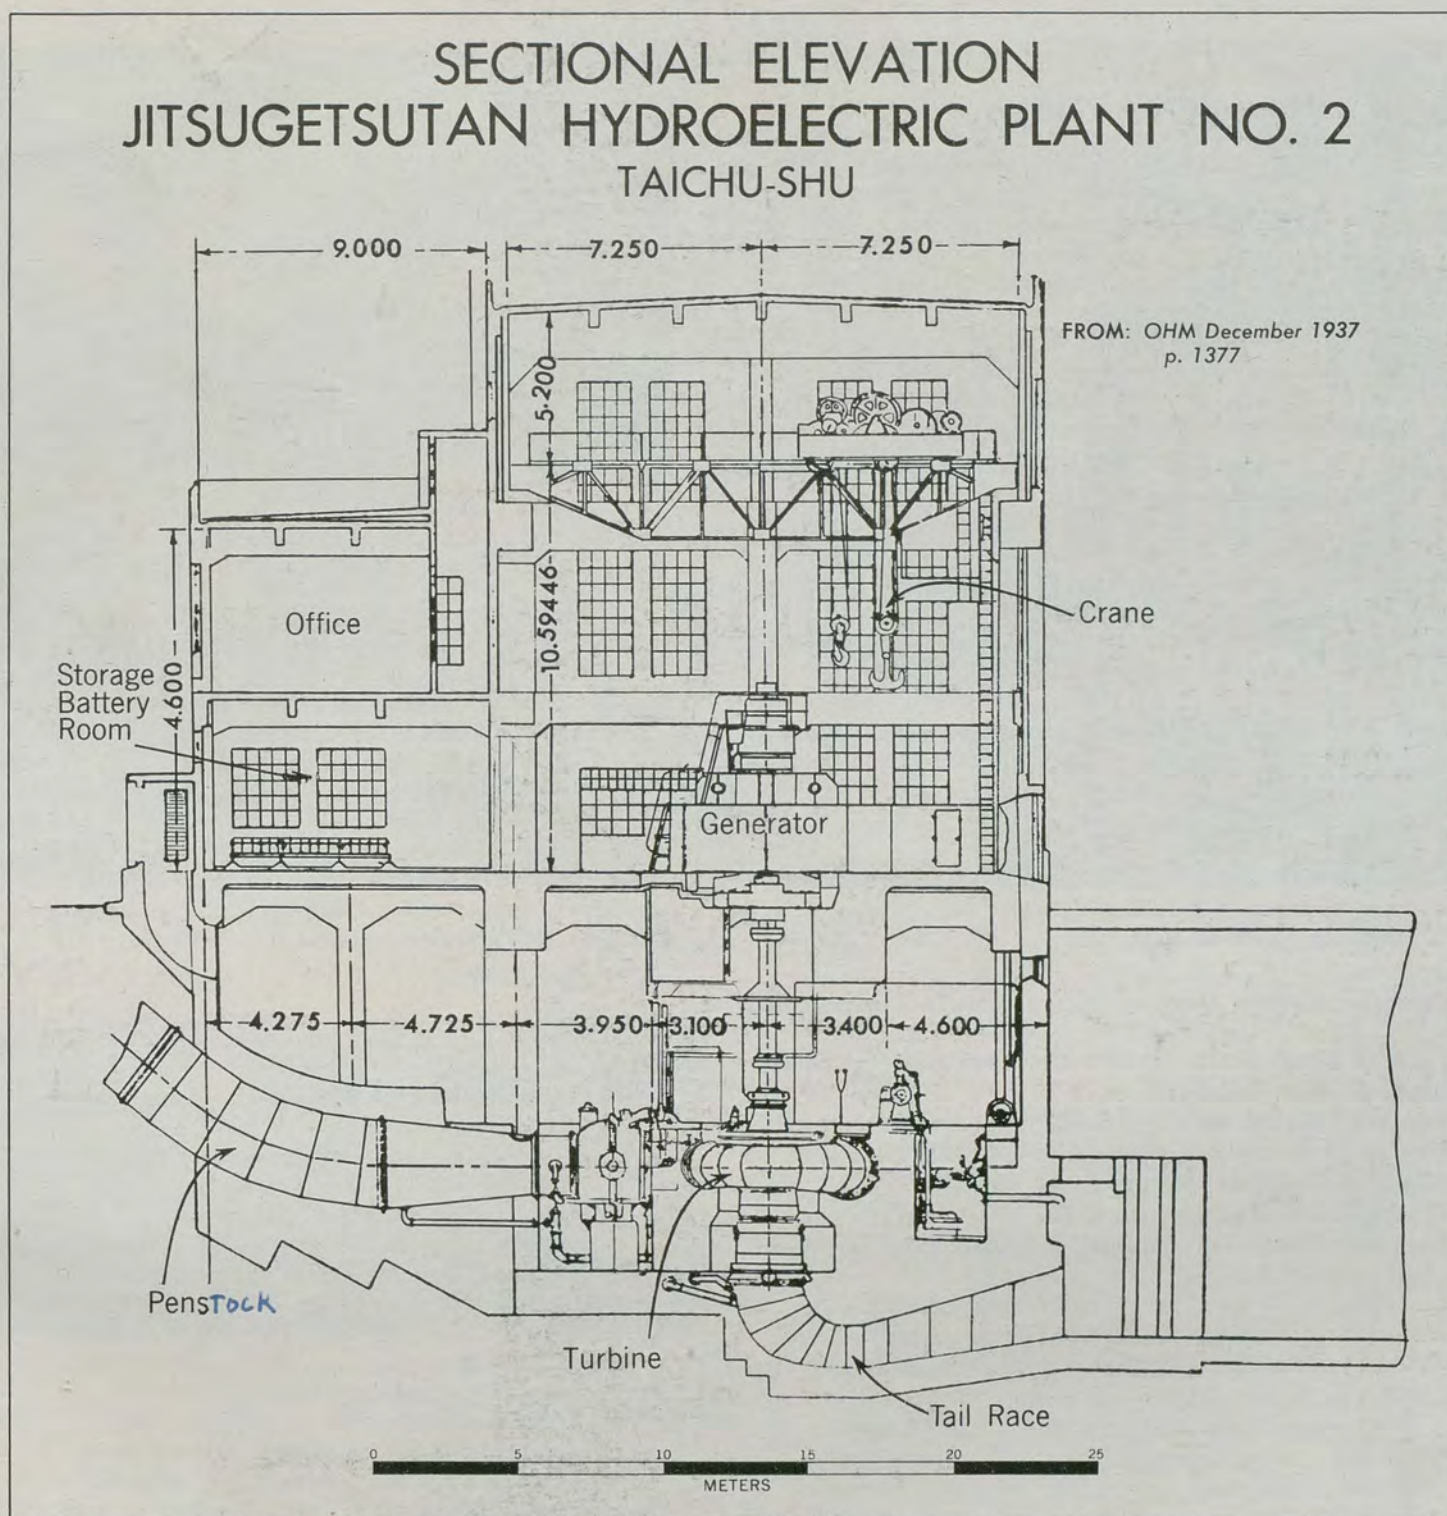 SECTIONAL ELEVATION
JITSUGETSUTAN HYDROELECTRIC PLANT NO. 2
TAICHU-SHU
9.000
7.250
7.250
FROM: OHM December 1937
p. 1377
5.200
10.59446
4.600
Office
Crane
Storage
Battery
Room
Generator
4.275
4.725
3.950
3.100
3.400
4.600
Penstock
Turbine
Tail Race
0 5 10 15 20 25
METERS